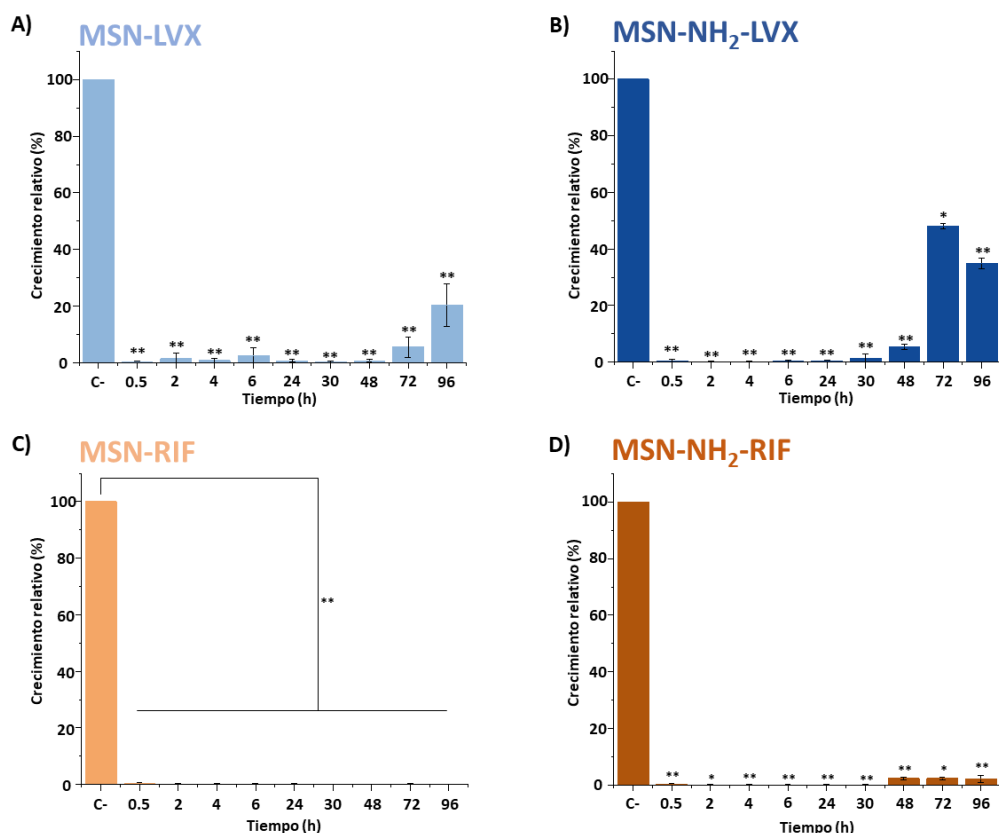 A)
MSN-LVX
100
80
60
40
20
0
Crecimiento relativo (%)
** ** ** ** ** ** ** ** **
C- 0.5 2 4 6 24 30 48 72 96
Tiempo (h)
B)
MSN-NH₂-LVX
100
80
60
40
20
0
Crecimiento relativo (%)
** ** ** ** ** ** ** * **
C- 0.5 2 4 6 24 30 48 72 96
Tiempo (h)
C)
MSN-RIF
100
80
60
40
20
0
Crecimiento relativo (%)
**
C- 0.5 2 4 6 24 30 48 72 96
Tiempo (h)
D)
MSN-NH₂-RIF
100
80
60
40
20
0
Crecimiento relativo (%)
** * ** ** ** ** ** * **
C- 0.5 2 4 6 24 30 48 72 96
Tiempo (h)